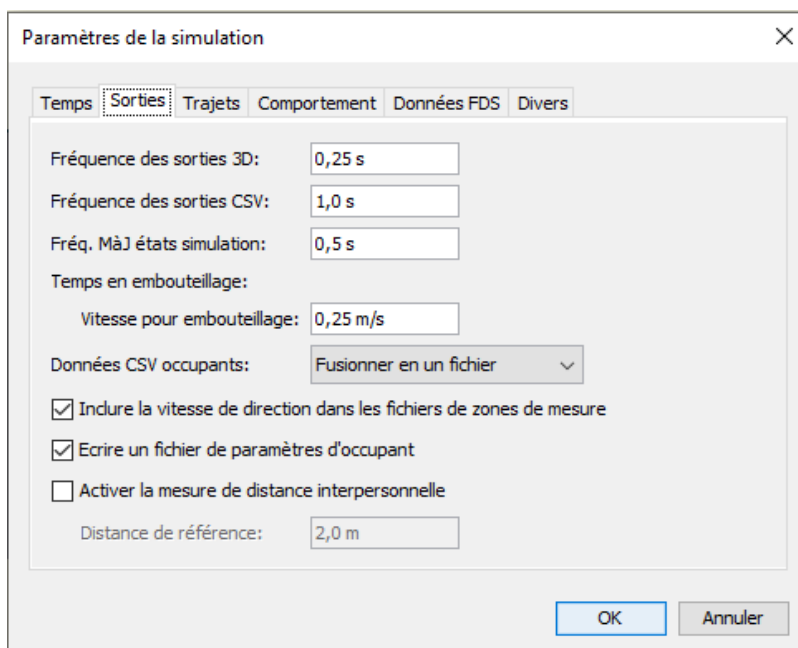 Paramètres de la simulation
Temps Sorties Trajets Comportement Données FDS Divers
Fréquence des sorties 3D: 0,25 s
Fréquence des sorties CSV: 1,0 s
Fréq. MàJ états simulation: 0,5 s
Temps en embouteillage:
Vitesse pour embouteillage: 0,25 m/s
Données CSV occupants: Fusionner en un fichier
Inclure la vitesse de direction dans les fichiers de zones de mesure
Ecrire un fichier de paramètres d'occupant
Activer la mesure de distance interpersonnelle
Distance de référence: 2,0 m
OK Annuler